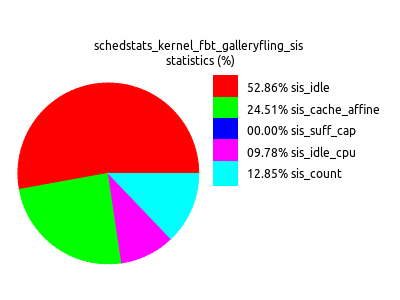 schedstats_kernel_fbt_galleryfling_sis
statistics (%)
52.86% sis_idle
24.51% sis_cache_affine
00.00% sis_suff_cap
09.78% sis_idle_cpu
12.85% sis_count